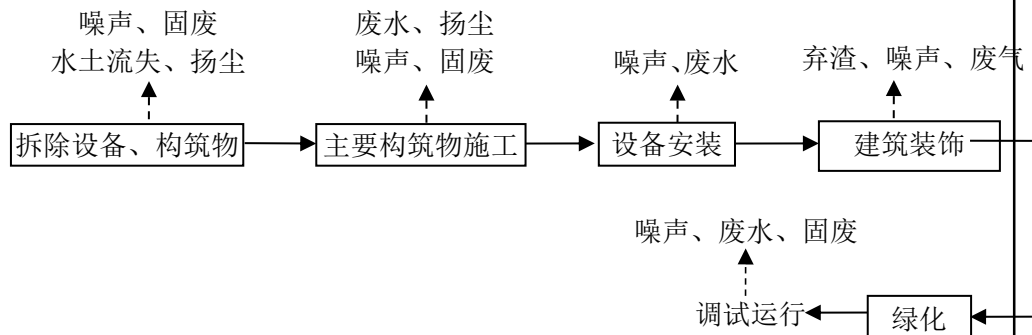 噪声、固废
水土流失、扬尘
废水、扬尘
噪声、固废
噪声、废水
弃渣、噪声、废气
拆除设备、构筑物
主要构筑物施工
设备安装
建筑装饰
噪声、废水、固废
调试运行
绿化